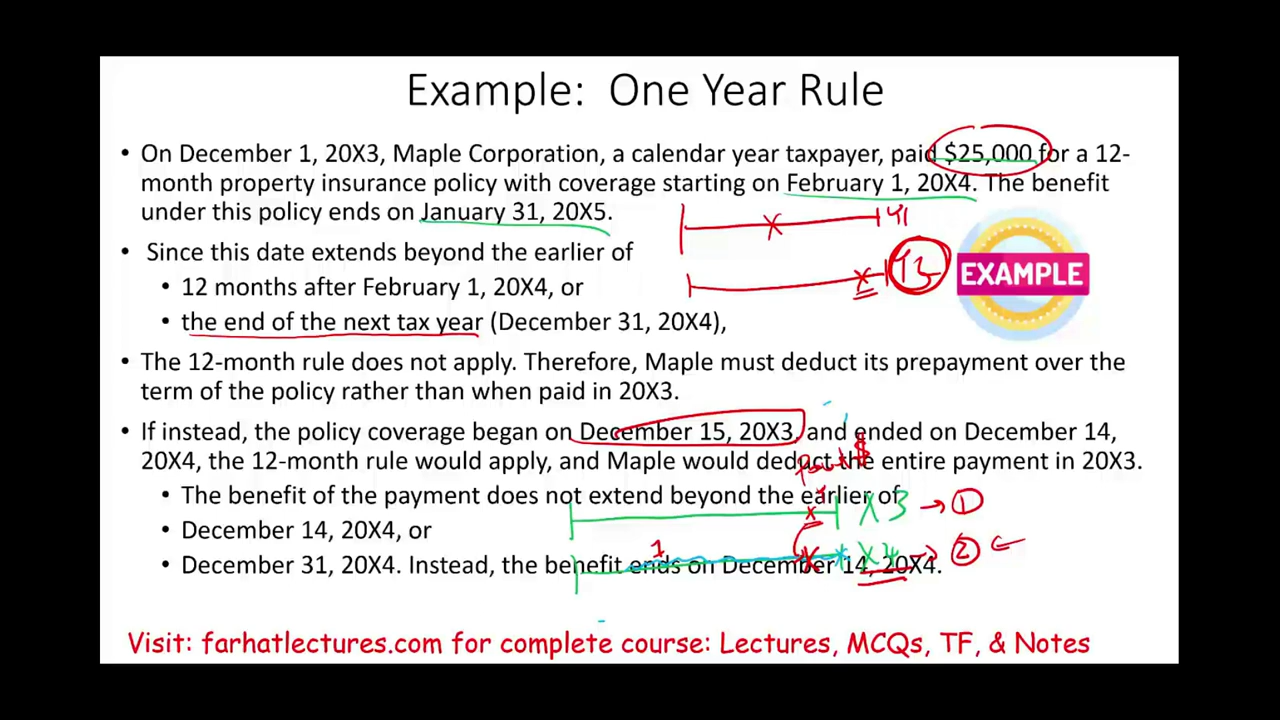 Example: One Year Rule
• On December 1, 20X3, Maple Corporation, a calendar year taxpayer, paid $25,000 for a 12-
month property insurance policy with coverage starting on February 1, 20X4. The benefit
under this policy ends on January 31, 20X5.
Y1
• Since this date extends beyond the earlier of
• 12 months after February 1, 20X4, or
EXAMPLE
• the end of the next tax year (December 31, 20X4),
• The 12-month rule does not apply. Therefore, Maple must deduct its prepayment over the
term of the policy rather than when paid in 20X3.
• If instead, the policy coverage began on December 15, 20X3, and ended on December 14,
20X4, the 12-month rule would apply, and Maple would deduct the entire payment in 20X3.
• The benefit of the payment does not extend beyond the earlier of
X3 → 1
• December 14, 20X4, or
1
X4 → 2 ←
• December 31, 20X4. Instead, the benefit ends on December 14, 20X4.
Visit: farhatlectures.com for complete course: Lectures, MCQs, TF, & Notes